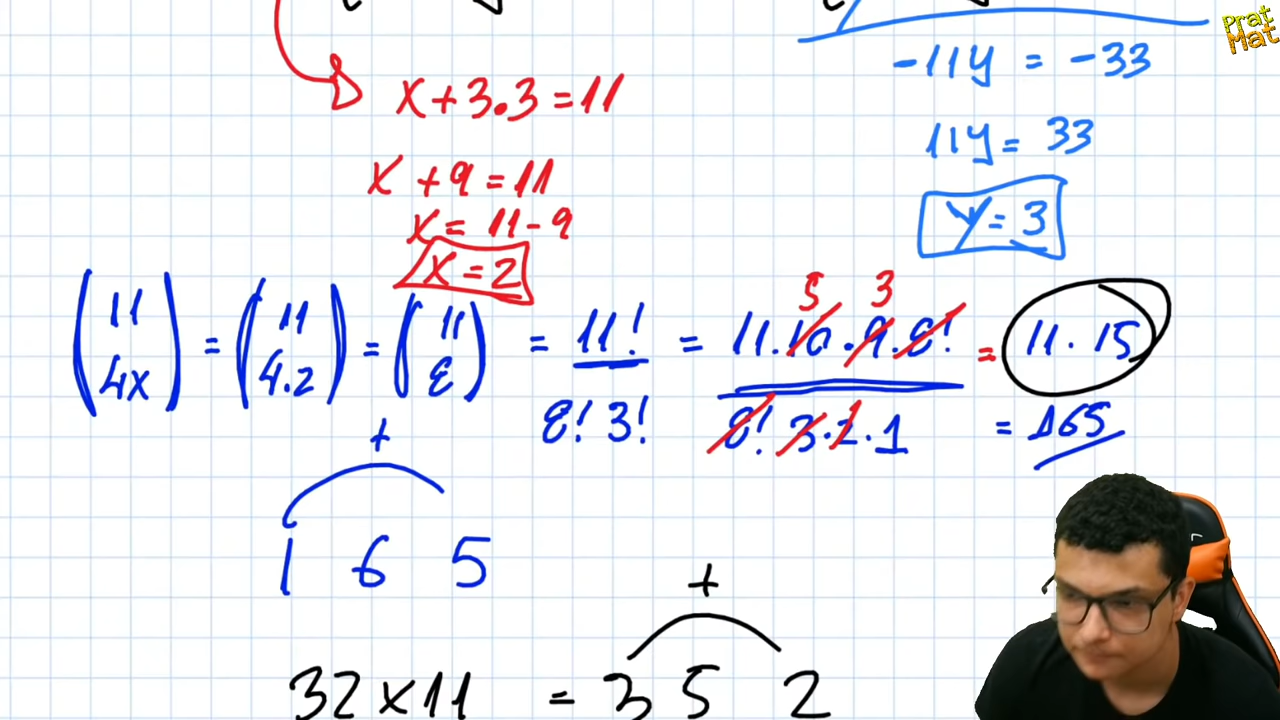 Prat
Mat
-11y = -33
x+3.3=11
11y = 33
x+9=11
x = 11-9
y = 3
x = 2
5 3
(11 4x) = (11 4.2) = (11 8) = 11! / 8! 3! = 11.10.9.8! / 8! 3.2.1 = 11.15
= 165
+
1 6 5
+
32x11 = 3 5 2